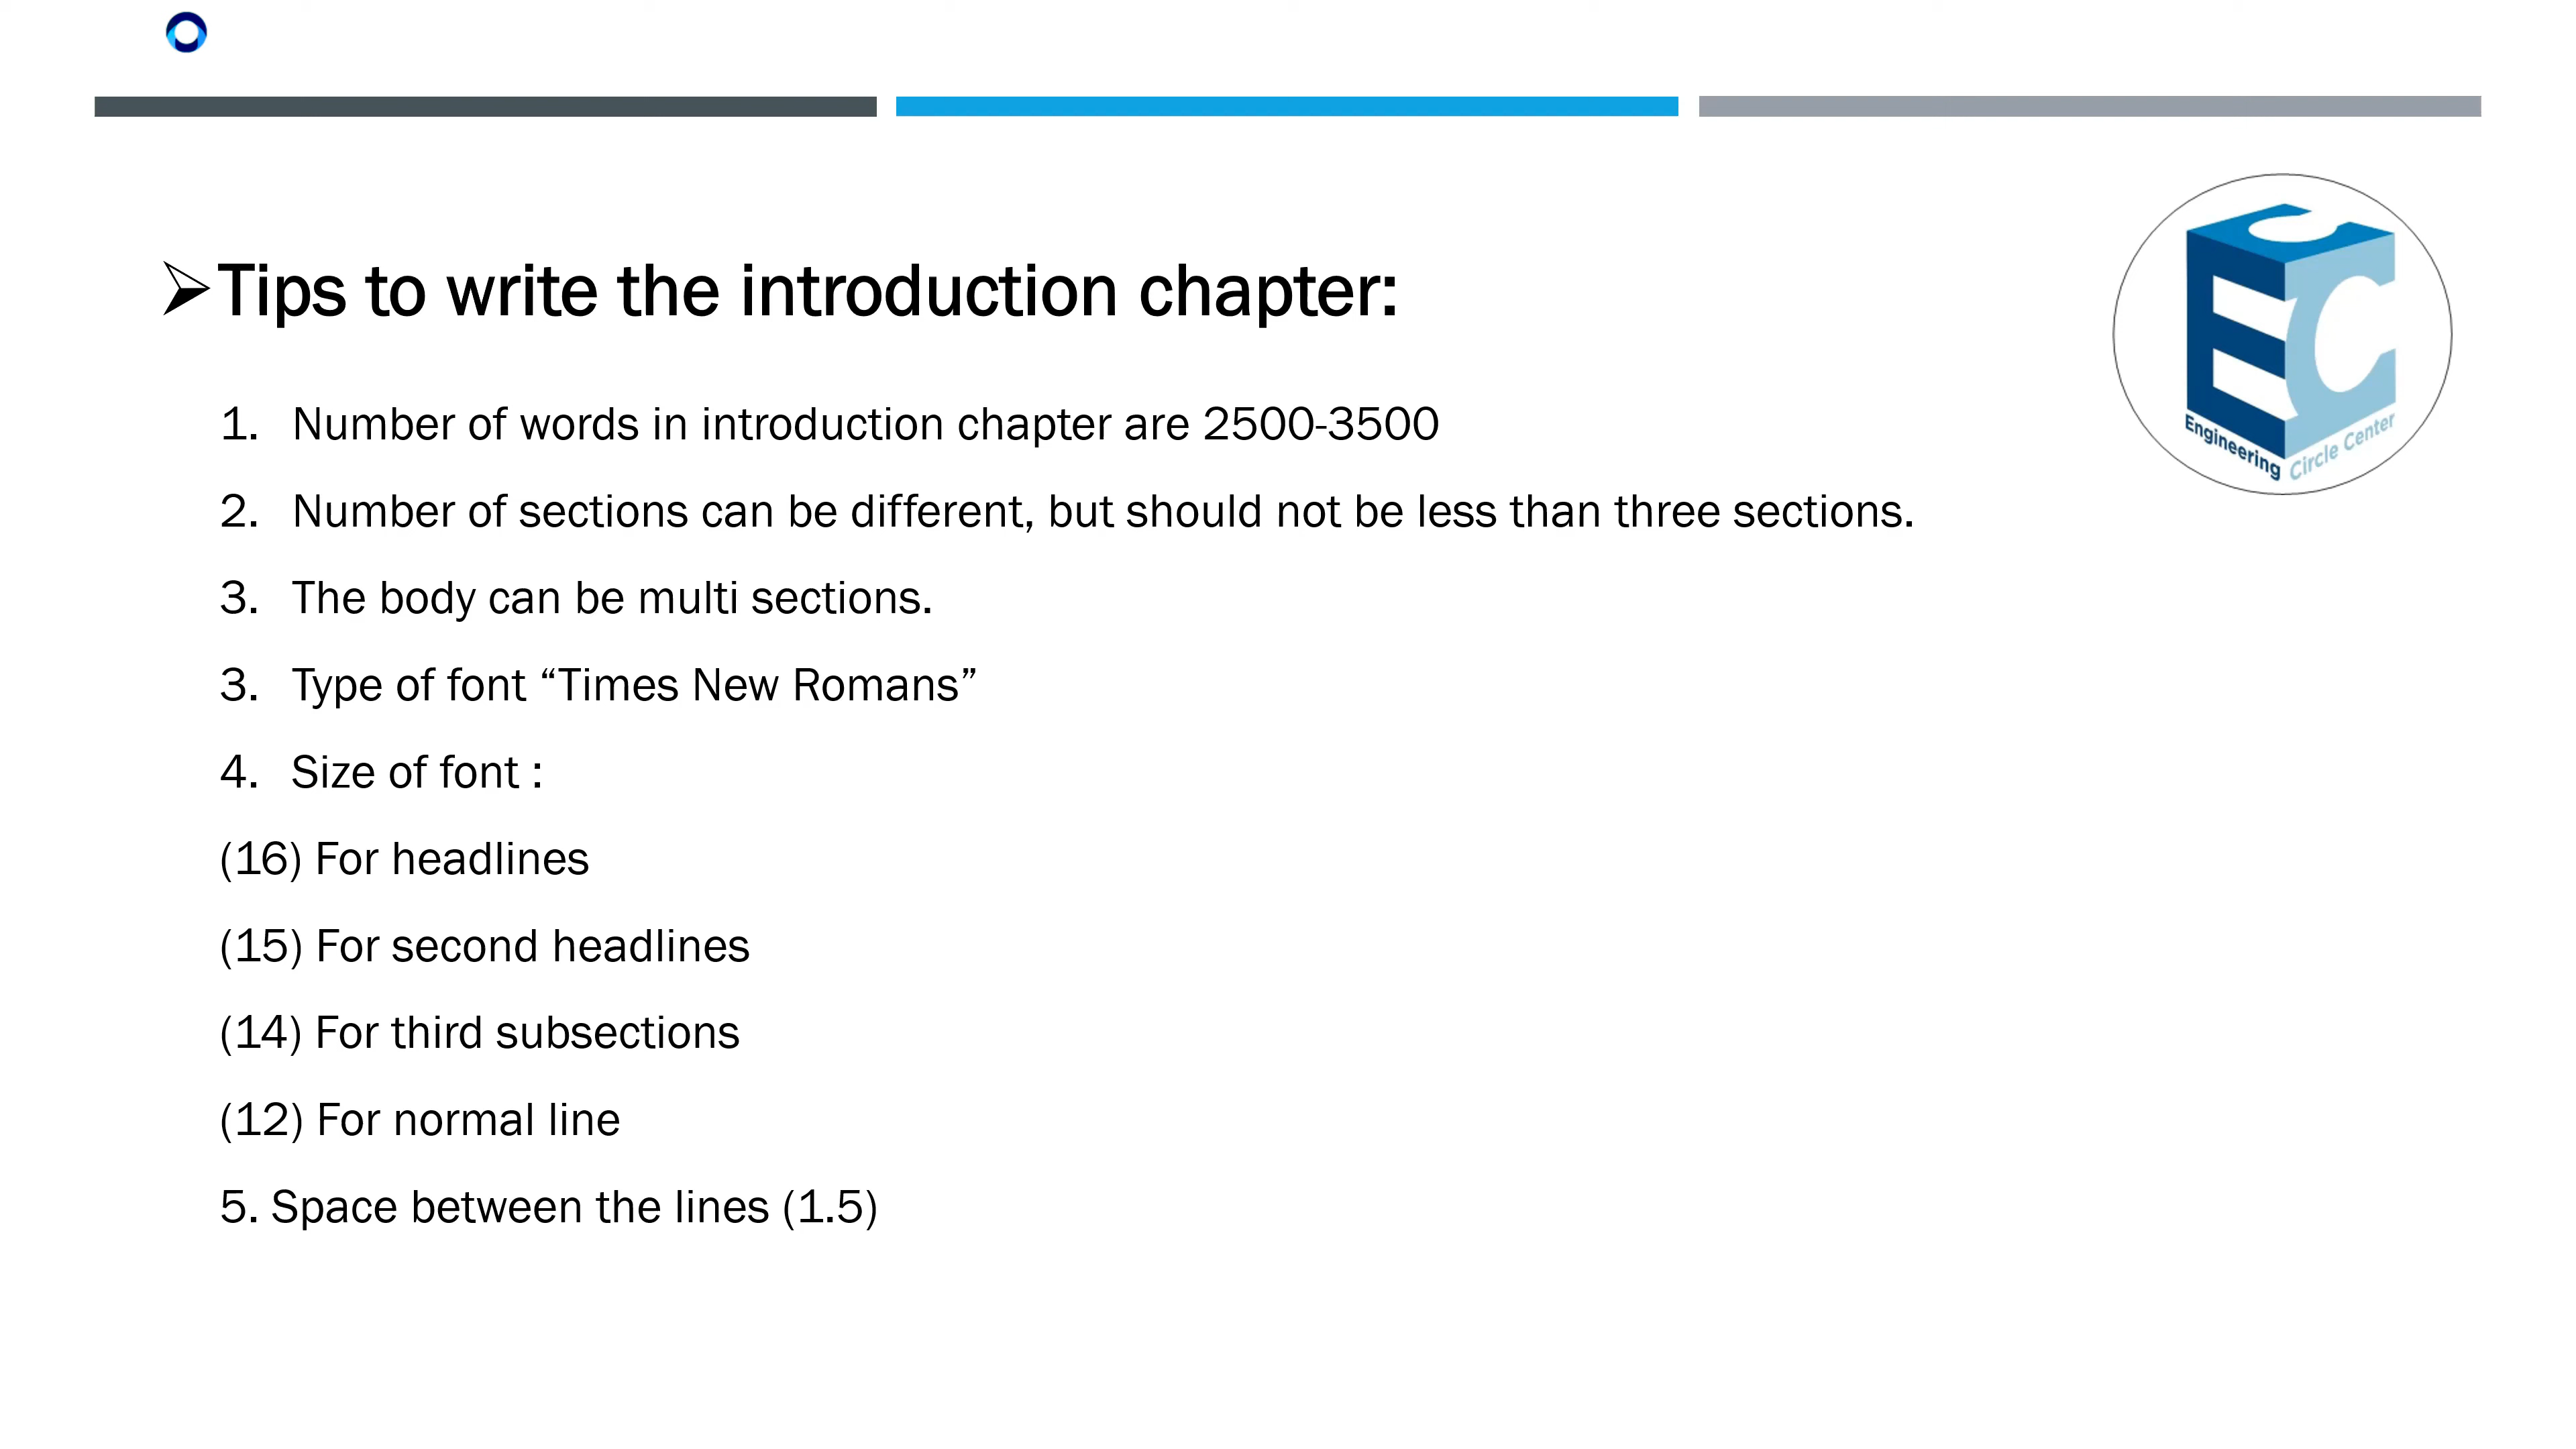 Tips to write the introduction chapter:
1. Number of words in introduction chapter are 2500-3500
2. Number of sections can be different, but should not be less than three sections.
3. The body can be multi sections.
3. Type of font “Times New Romans”
4. Size of font :
(16) For headlines
(15) For second headlines
(14) For third subsections
(12) For normal line
5. Space between the lines (1.5)
EC
Engineering Circle Center